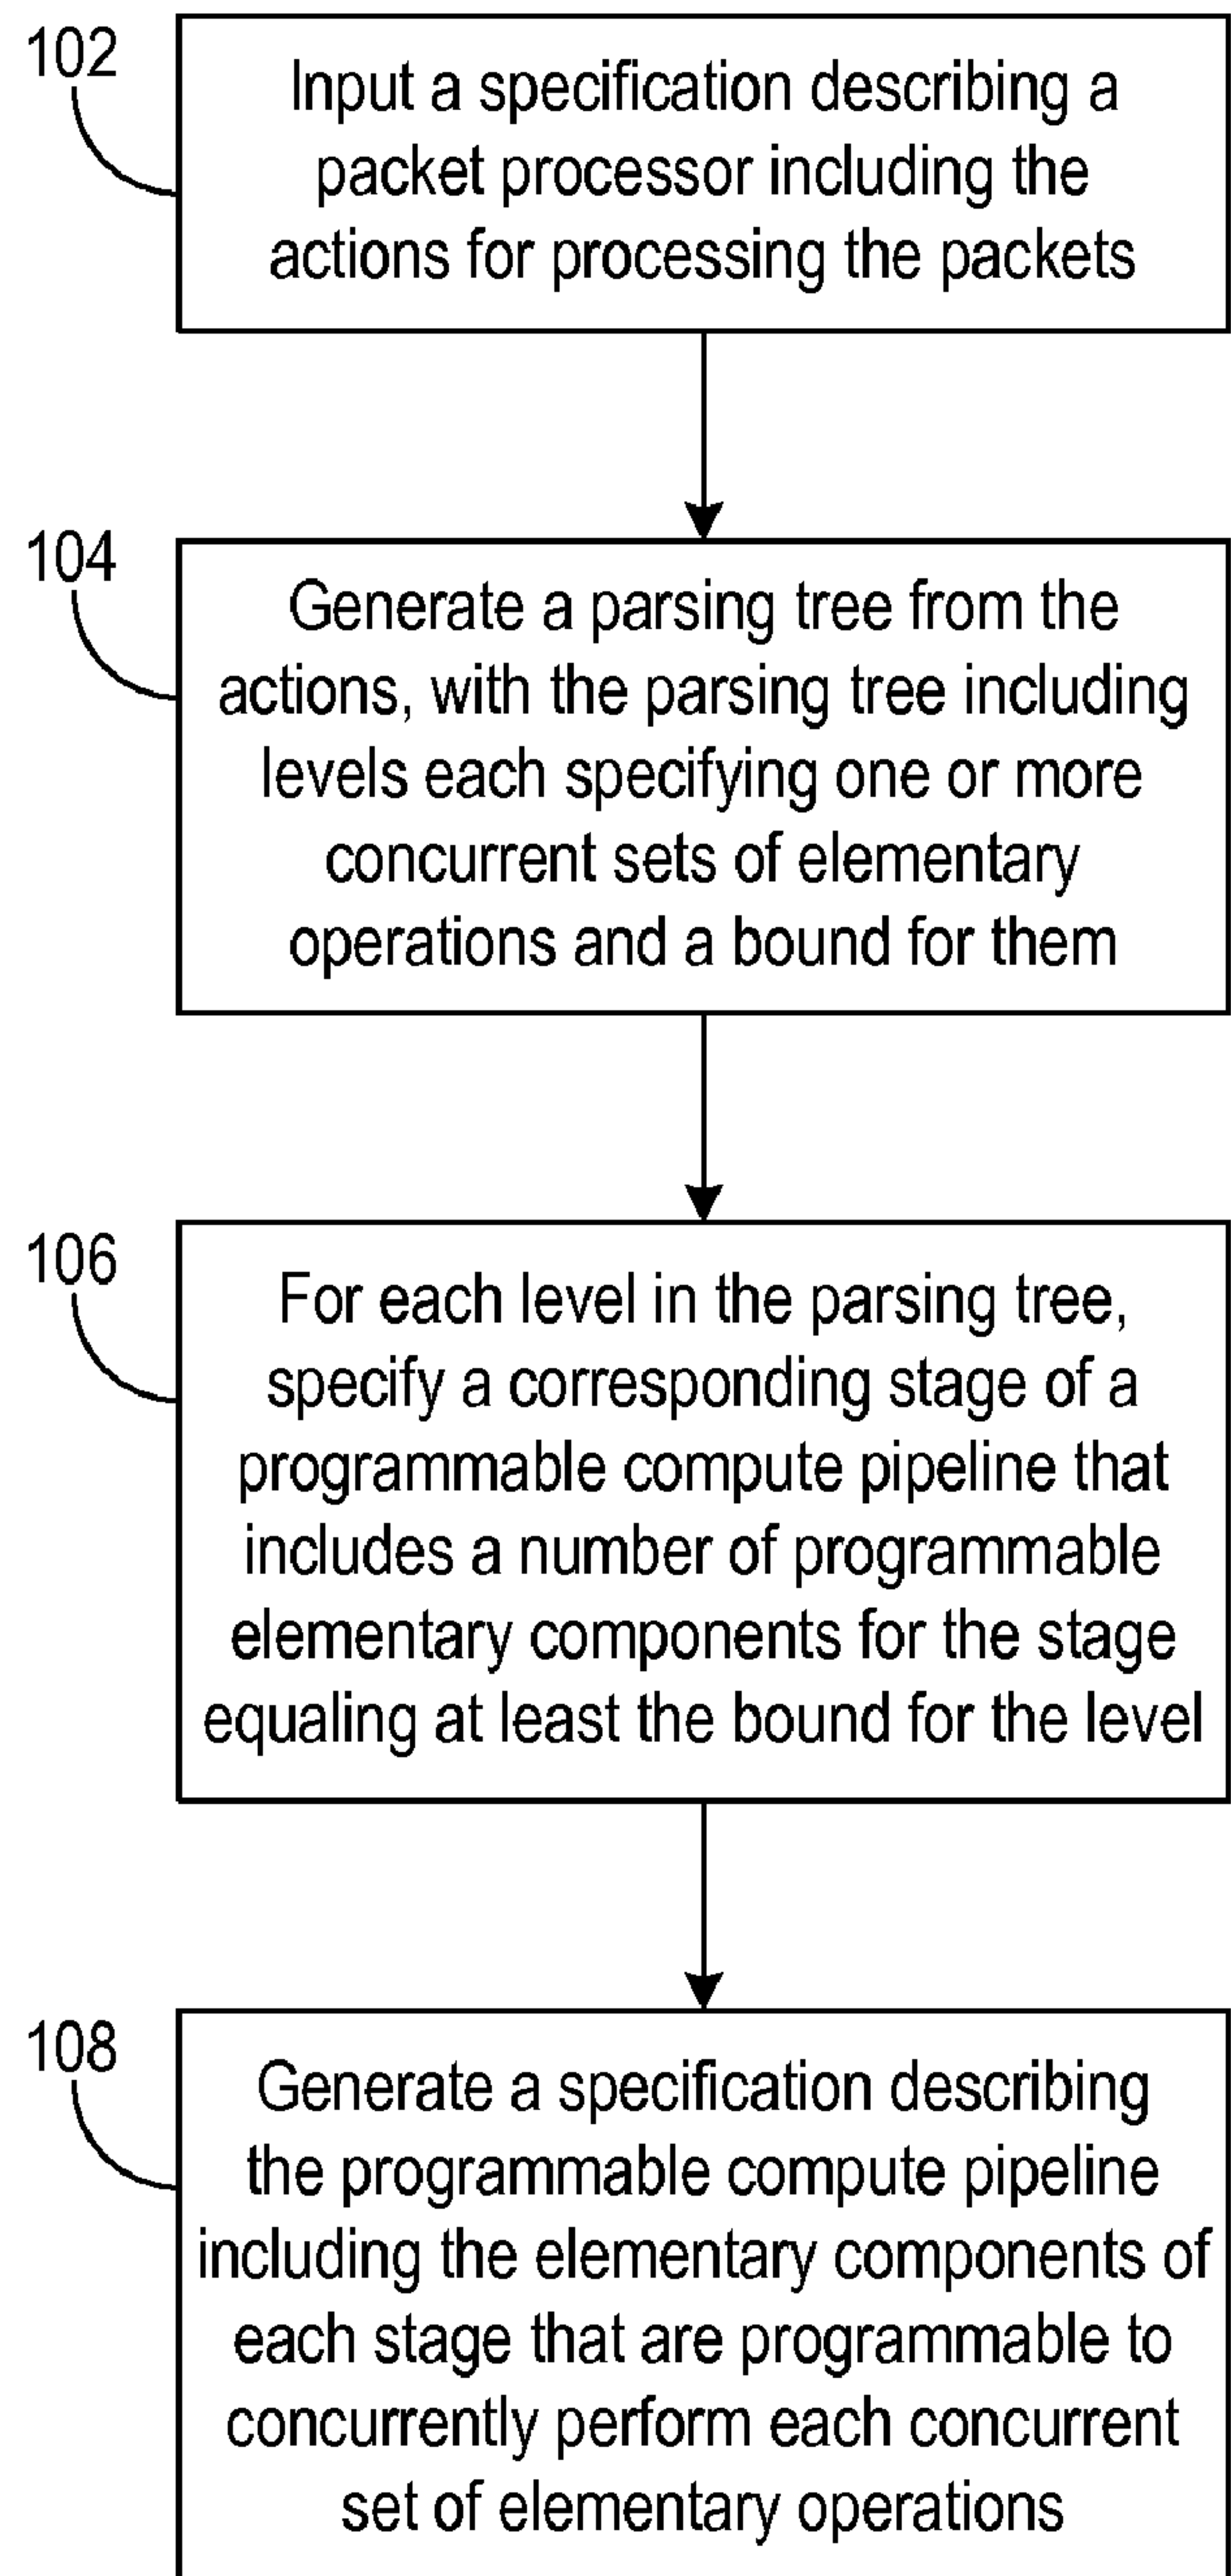 102
Input a specification describing a
packet processor including the
actions for processing the packets
104
Generate a parsing tree from the
actions, with the parsing tree including
levels each specifying one or more
concurrent sets of elementary
operations and a bound for them
106
For each level in the parsing tree,
specify a corresponding stage of a
programmable compute pipeline that
includes a number of programmable
elementary components for the stage
equaling at least the bound for the level
108
Generate a specification describing
the programmable compute pipeline
including the elementary components of
each stage that are programmable to
concurrently perform each concurrent
set of elementary operations